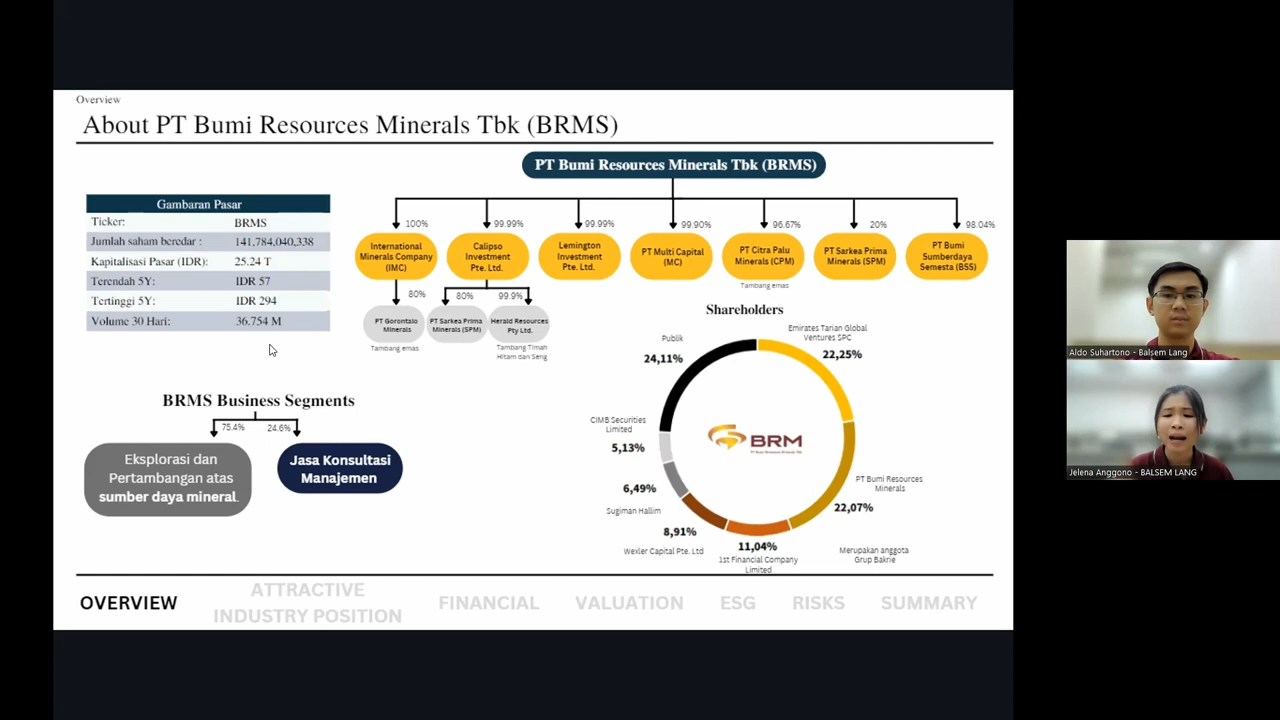 Overview
About PT Bumi Resources Minerals Tbk (BRMS)
Gambaran Pasar
Ticker: BRMS
Jumlah saham beredar : 141,784,040,338
Kapitalisasi Pasar (IDR): 25.24 T
Terendah 5Y: IDR 57
Tertinggi 5Y: IDR 294
Volume 30 Hari: 36.754 M
PT Bumi Resources Minerals Tbk (BRMS)
100%
99.99%
99.99%
99.90%
96.67%
20%
98.04%
International
Minerals Company
(IMC)
Calipso
Investment
Pte. Ltd.
Lemington
Investment
Pte. Ltd.
PT Multi Capital
(MC)
PT Citra Palu
Minerals (CPM)
Tambang emas
PT Sarkea Prima
Minerals (SPM)
PT Bumi
Sumberdaya
Semesta (BSS)
80%
80%
99.9%
PT Gorontalo
Minerals
Tambang emas
PT Sarkea Prima
Minerals (SPM)
Herald Resources
Pty Ltd.
Tambang Timah
Hitam dan Seng
BRMS Business Segments
75.4%
24.6%
Eksplorasi dan
Pertambangan atas
sumber daya mineral.
Jasa Konsultasi
Manajemen
Shareholders
Publik
24,11%
Emirates Tarian Global
Ventures SPC
22,25%
CIMB Securities
Limited
5,13%
BRM
PT Bumi Resources
Minerals
22,07%
6,49%
Sugiman Hallim
8,91%
Wexler Capital Pte. Ltd
11,04%
1st Financial Company
Limited
Merupakan anggota
Grup Bakrie
OVERVIEW
ATTRACTIVE
INDUSTRY POSITION
FINANCIAL
VALUATION
ESG
RISKS
SUMMARY
Aldo Suhartono - Balsem Lang
Jelena Anggono - BALSEM LANG